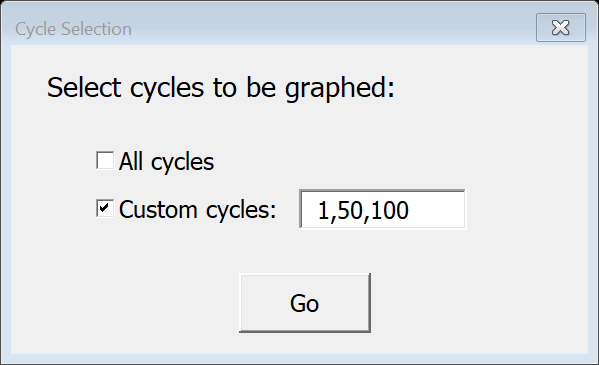 Cycle Selection
Select cycles to be graphed:
All cycles
Custom cycles: 1,50,100
Go